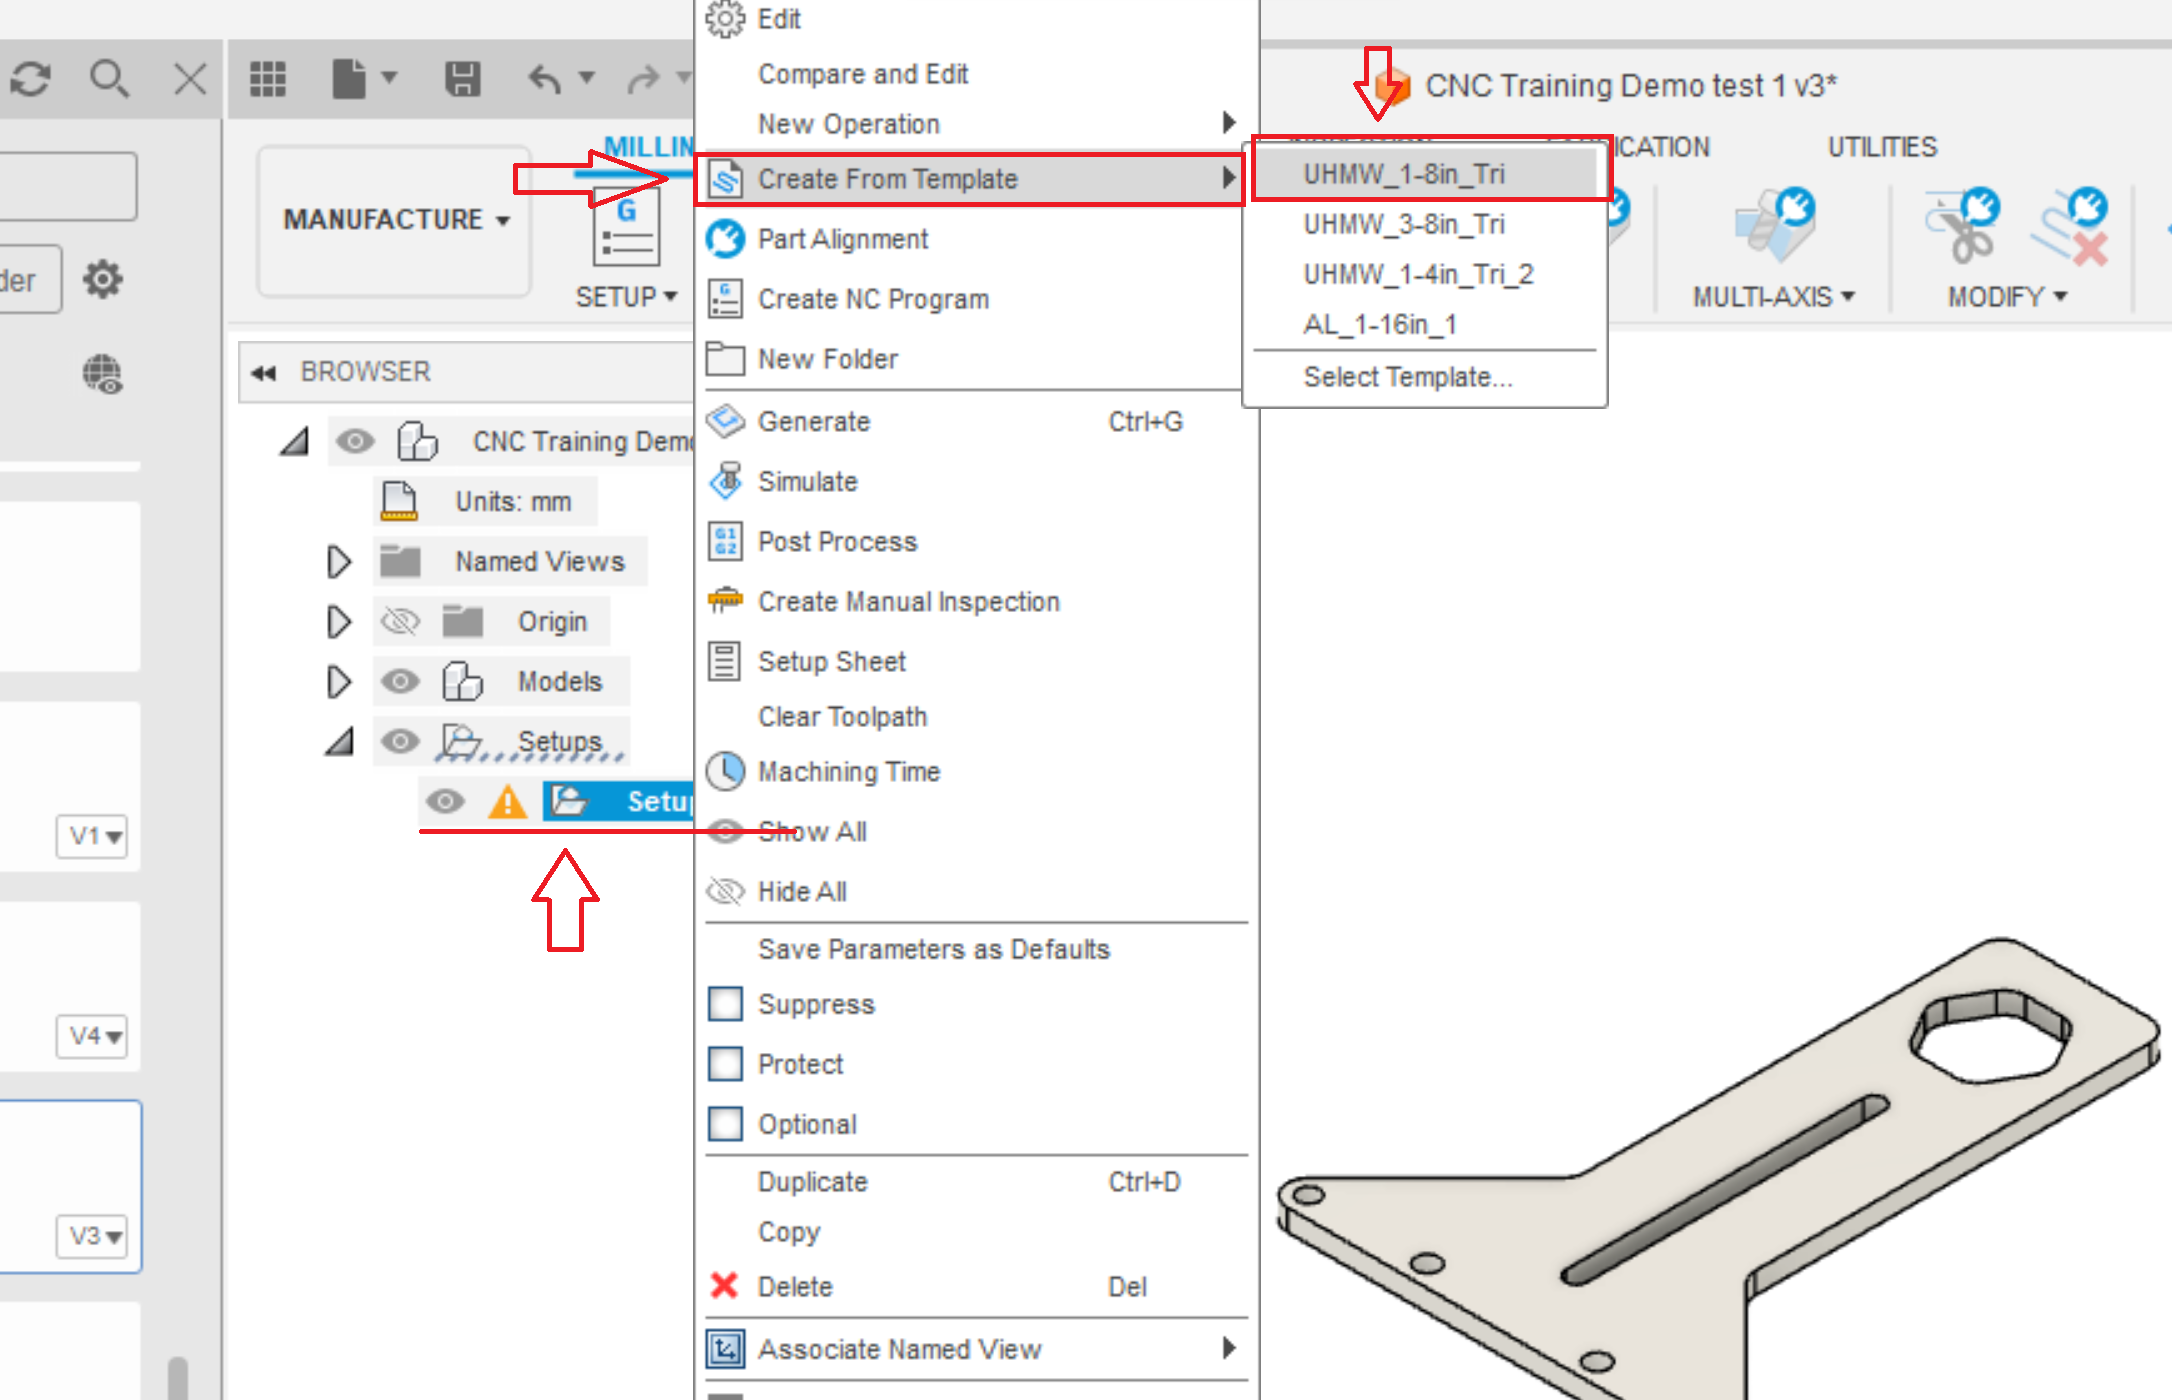 Edit
Compare and Edit
New Operation
Create From Template
Part Alignment
Create NC Program
New Folder
Generate Ctrl+G
Simulate
Post Process
Create Manual Inspection
Setup Sheet
Clear Toolpath
Machining Time
Show All
Hide All
Save Parameters as Defaults
Suppress
Protect
Optional
Duplicate Ctrl+D
Copy
Delete Del
Associate Named View
UHMW_1-8in_Tri
UHMW_3-8in_Tri
UHMW_1-4in_Tri_2
AL_1-16in_1
Select Template...
CNC Training Demo test 1 v3*
UTILITIES
MULTI-AXIS
MODIFY
MILLIN
MANUFACTURE
G
SETUP
der
BROWSER
CNC Training Demo
Units: mm
Named Views
Origin
Models
Setups
Setup
V1
V4
V3
G
G1
G2